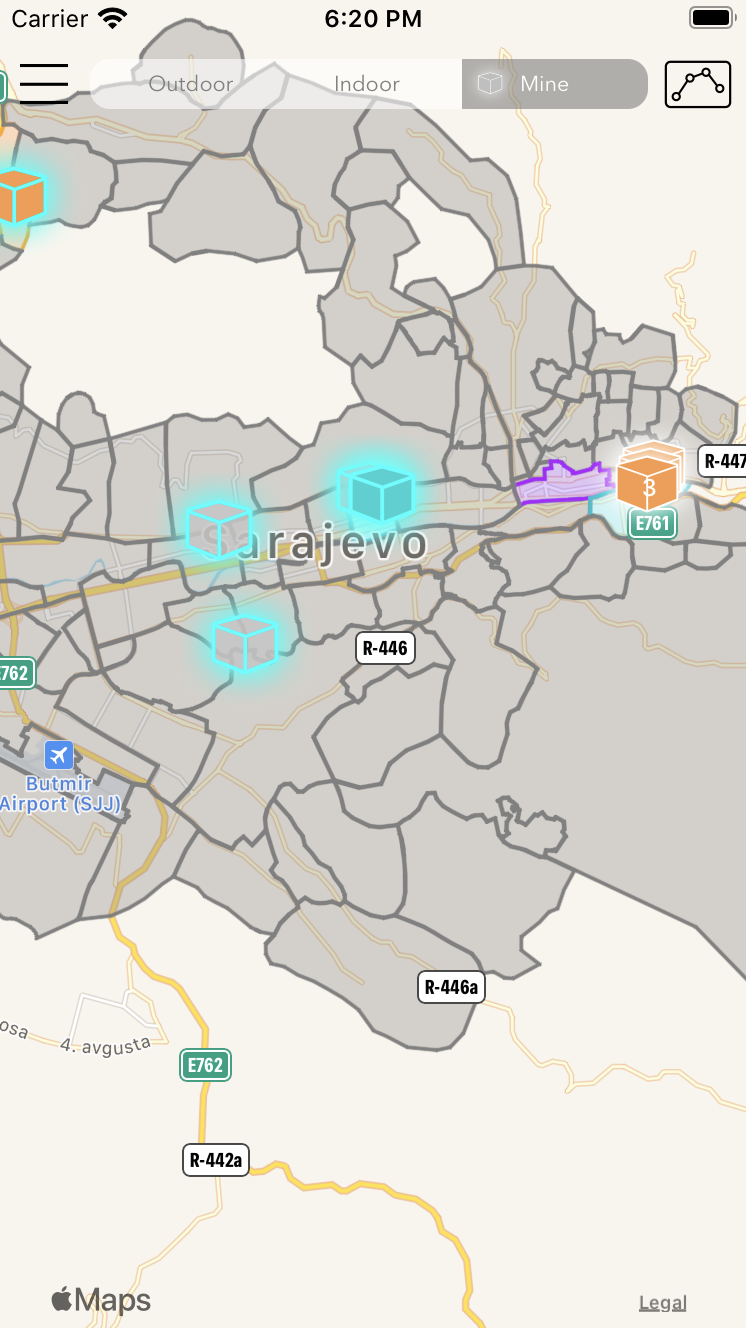 Carrier 6:20 PM
Outdoor Indoor Mine
R-447
3
E761
Sarajevo
R-446
E762
Butmir
Airport (SJJ)
R-446a
osa
4. avgusta
E762
R-442a
Maps
Legal